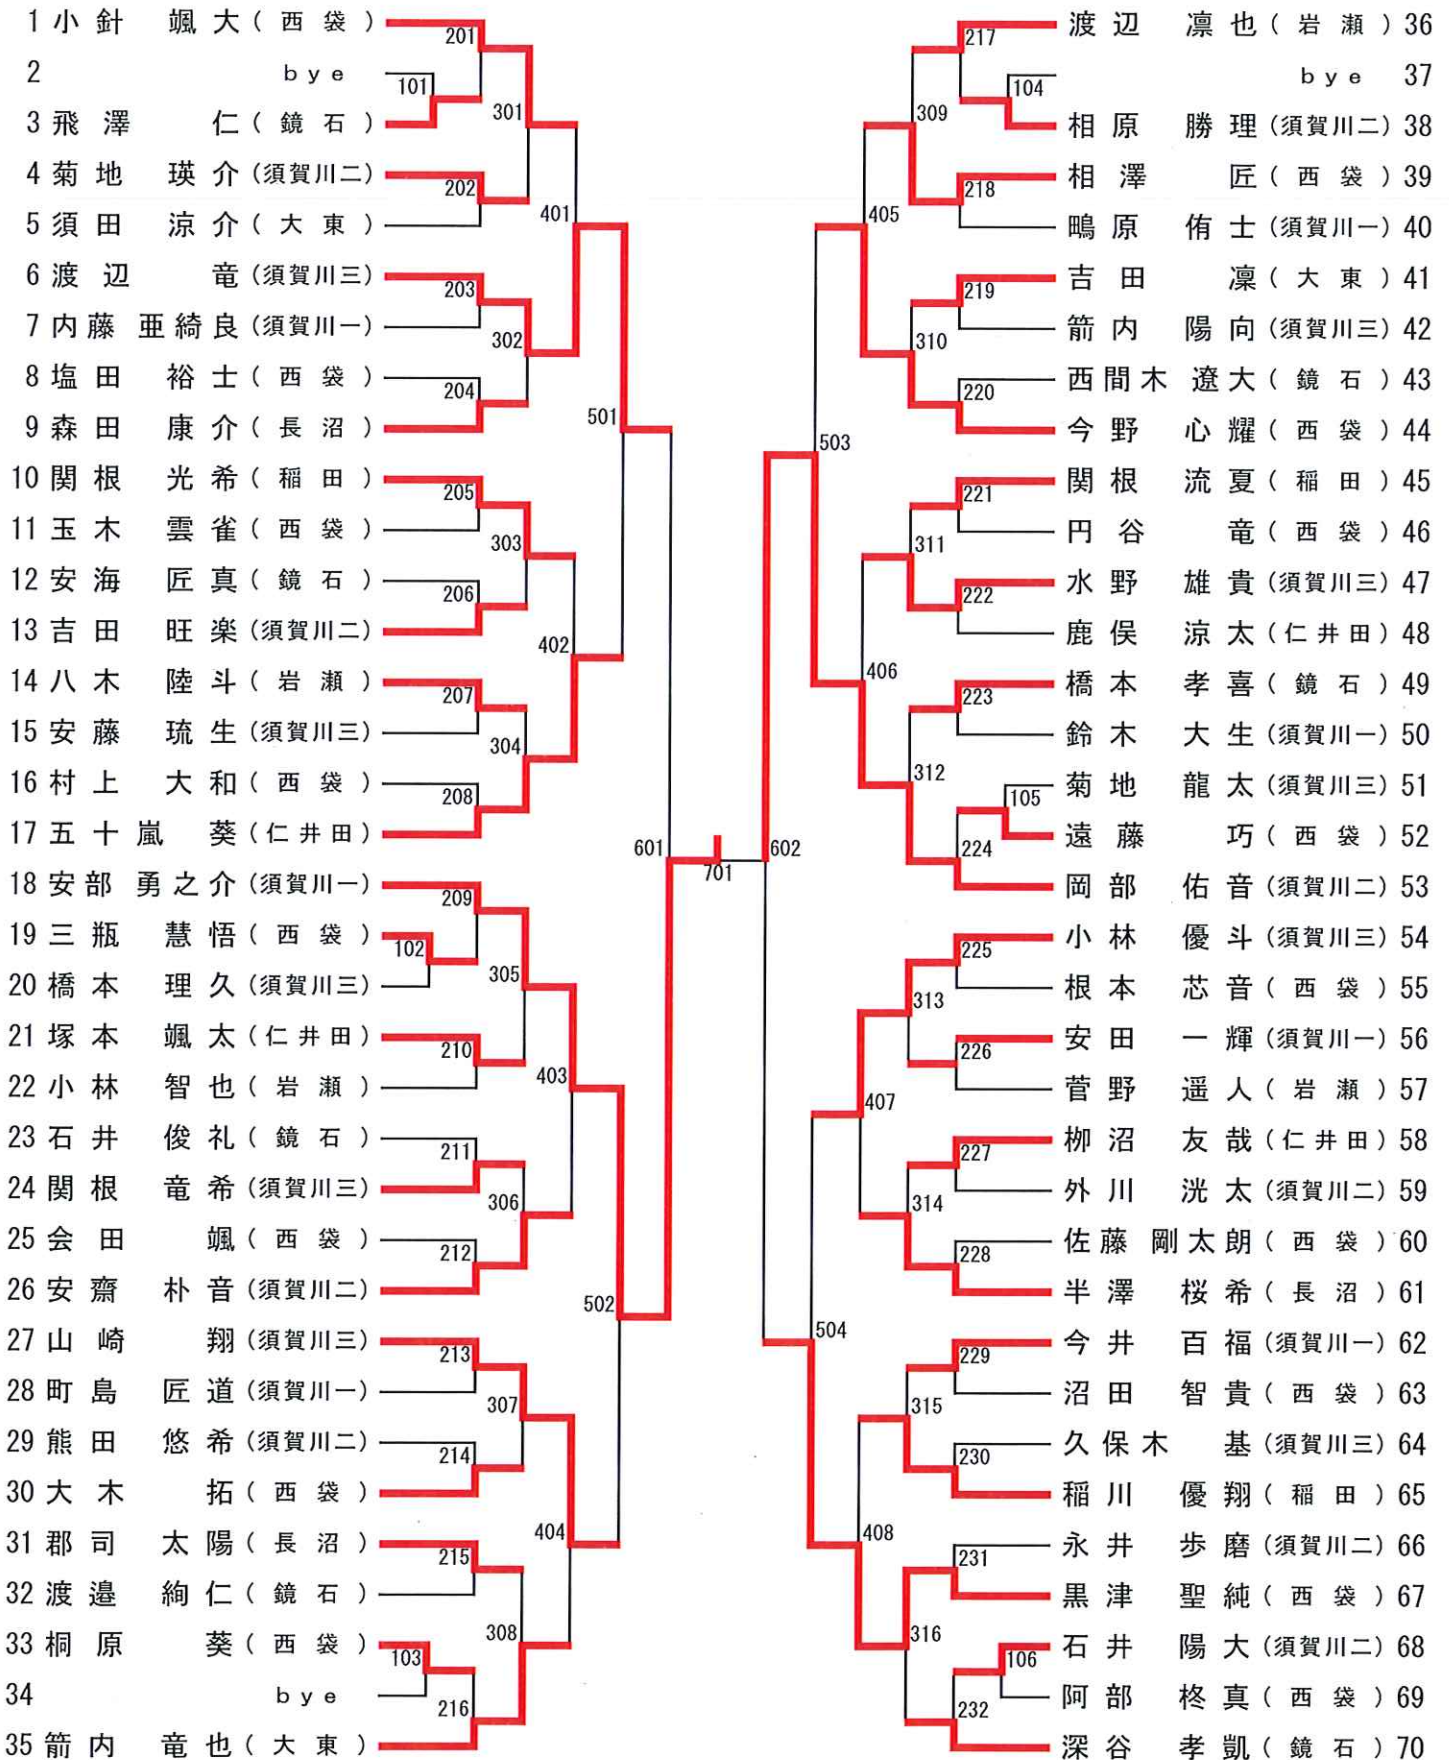 1 小針 颯大 (西袋)
2 bye
3 飛澤 仁 (鏡石)
4 菊地 瑛介 (須賀川二)
5 須田 涼介 (大東)
6 渡辺 竜 (須賀川三)
7 内藤 亜綺良 (須賀川一)
8 塩田 裕士 (西袋)
9 森田 康介 (長沼)
10 関根 光希 (稲田)
11 玉木 雲雀 (西袋)
12 安海 匠真 (鏡石)
13 吉田 旺楽 (須賀川二)
14 八木 陸斗 (岩瀬)
15 安藤 琉生 (須賀川三)
16 村上 大和 (西袋)
17 五十嵐 葵 (仁井田)
18 安部 勇之介 (須賀川一)
19 三瓶 慧悟 (西袋)
20 橋本 理久 (須賀川三)
21 塚本 颯太 (仁井田)
22 小林 智也 (岩瀬)
23 石井 俊礼 (鏡石)
24 関根 竜希 (須賀川三)
25 会田 颯 (西袋)
26 安齋 朴音 (須賀川二)
27 山崎 翔 (須賀川三)
28 町島 匠道 (須賀川一)
29 熊田 悠希 (須賀川二)
30 大木 拓 (西袋)
31 郡司 太陽 (長沼)
32 渡邉 絢仁 (鏡石)
33 桐原 葵 (西袋)
34 bye
35 箭内 竜也 (大東)
101
102
103
201
202
203
204
205
206
207
208
209
210
211
212
213
214
215
216
301
302
303
304
305
306
307
308
401
402
403
404
501
502
601
701
602
503
504
405
406
407
408
309
310
311
312
313
314
315
316
217
218
219
220
221
222
223
224
225
226
227
228
229
230
231
232
104
105
106
渡辺 凛也 (岩瀬) 36
bye 37
相原 勝理 (須賀川二) 38
相澤 匠 (西袋) 39
鴫原 侑士 (須賀川一) 40
吉田 凜 (大東) 41
箭内 陽向 (須賀川三) 42
西間木 遼大 (鏡石) 43
今野 心耀 (西袋) 44
関根 流夏 (稲田) 45
円谷 竜 (西袋) 46
水野 雄貴 (須賀川三) 47
鹿俣 涼太 (仁井田) 48
橋本 孝喜 (鏡石) 49
鈴木 大生 (須賀川一) 50
菊地 龍太 (須賀川三) 51
遠藤 巧 (西袋) 52
岡部 佑音 (須賀川二) 53
小林 優斗 (須賀川三) 54
根本 芯音 (西袋) 55
安田 一輝 (須賀川一) 56
菅野 遥人 (岩瀬) 57
栁沼 友哉 (仁井田) 58
外川 洸太 (須賀川二) 59
佐藤 剛太朗 (西袋) 60
半澤 桜希 (長沼) 61
今井 百福 (須賀川一) 62
沼田 智貴 (西袋) 63
久保木 基 (須賀川三) 64
稲川 優翔 (稲田) 65
永井 歩磨 (須賀川二) 66
黒津 聖純 (西袋) 67
石井 陽大 (須賀川二) 68
阿部 柊真 (西袋) 69
深谷 孝凱 (鏡石) 70